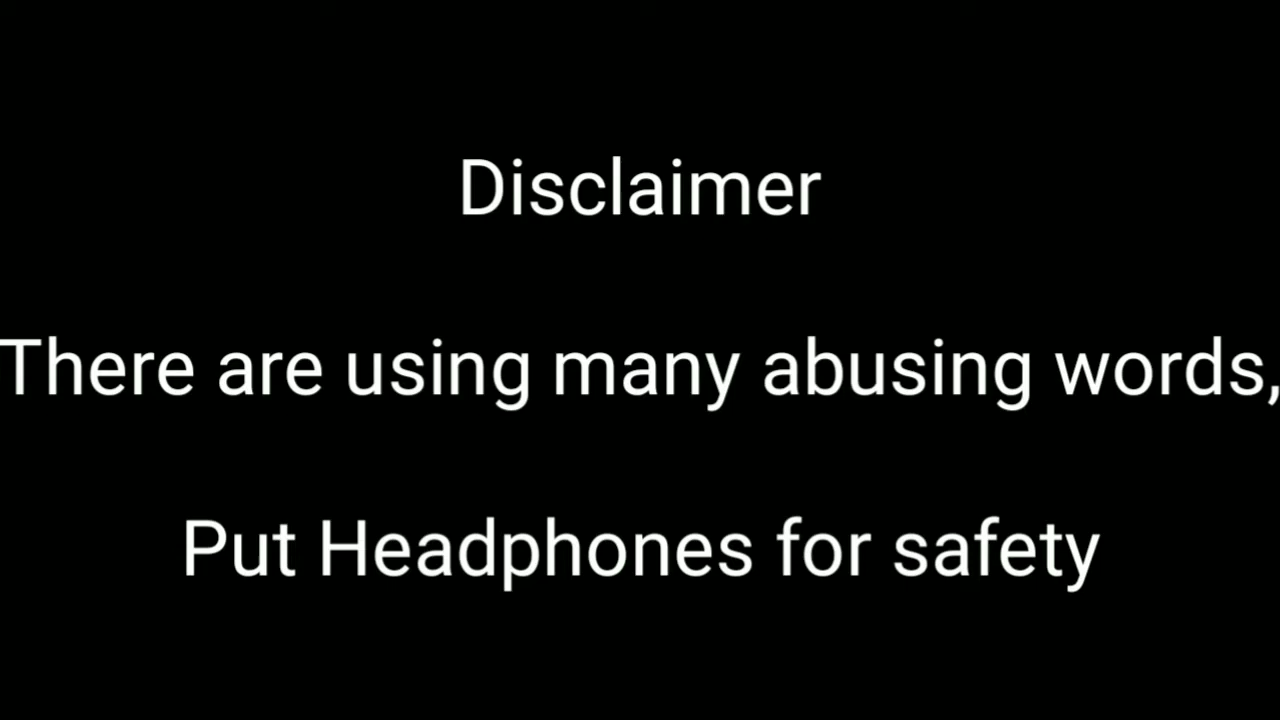 Disclaimer
There are using many abusing words,
Put Headphones for safety